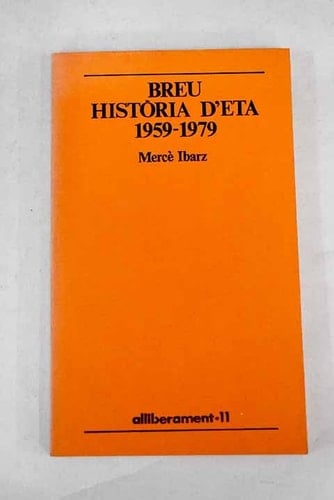 BREU
HISTÒRIA D'ETA
1959-1979
Mercè Ibarz
alliberament-11